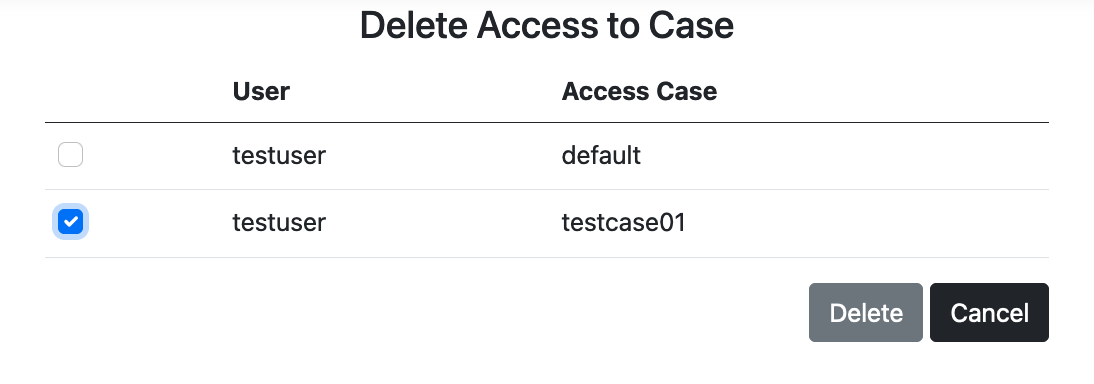 Delete Access to Case
User Access Case
testuser default
testuser testcase01
Delete Cancel